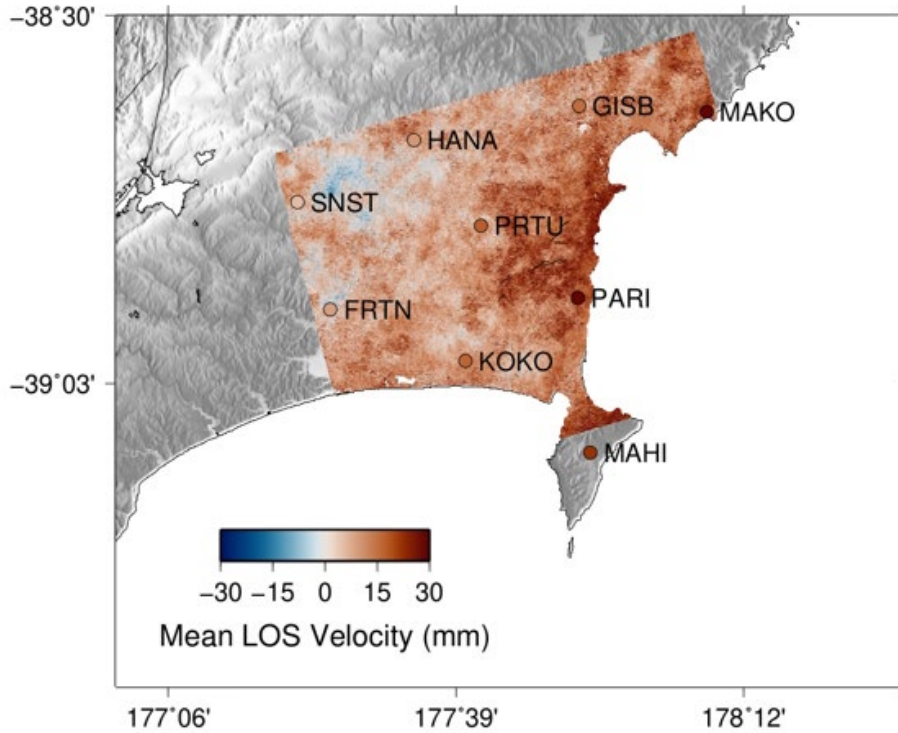 −38˚30'
GISB
MAKO
HANA
SNST
PRTU
PARI
FRTN
KOKO
−39˚03'
MAHI
−30 −15 0 15 30
Mean LOS Velocity (mm)
177˚06' 177˚39' 178˚12'